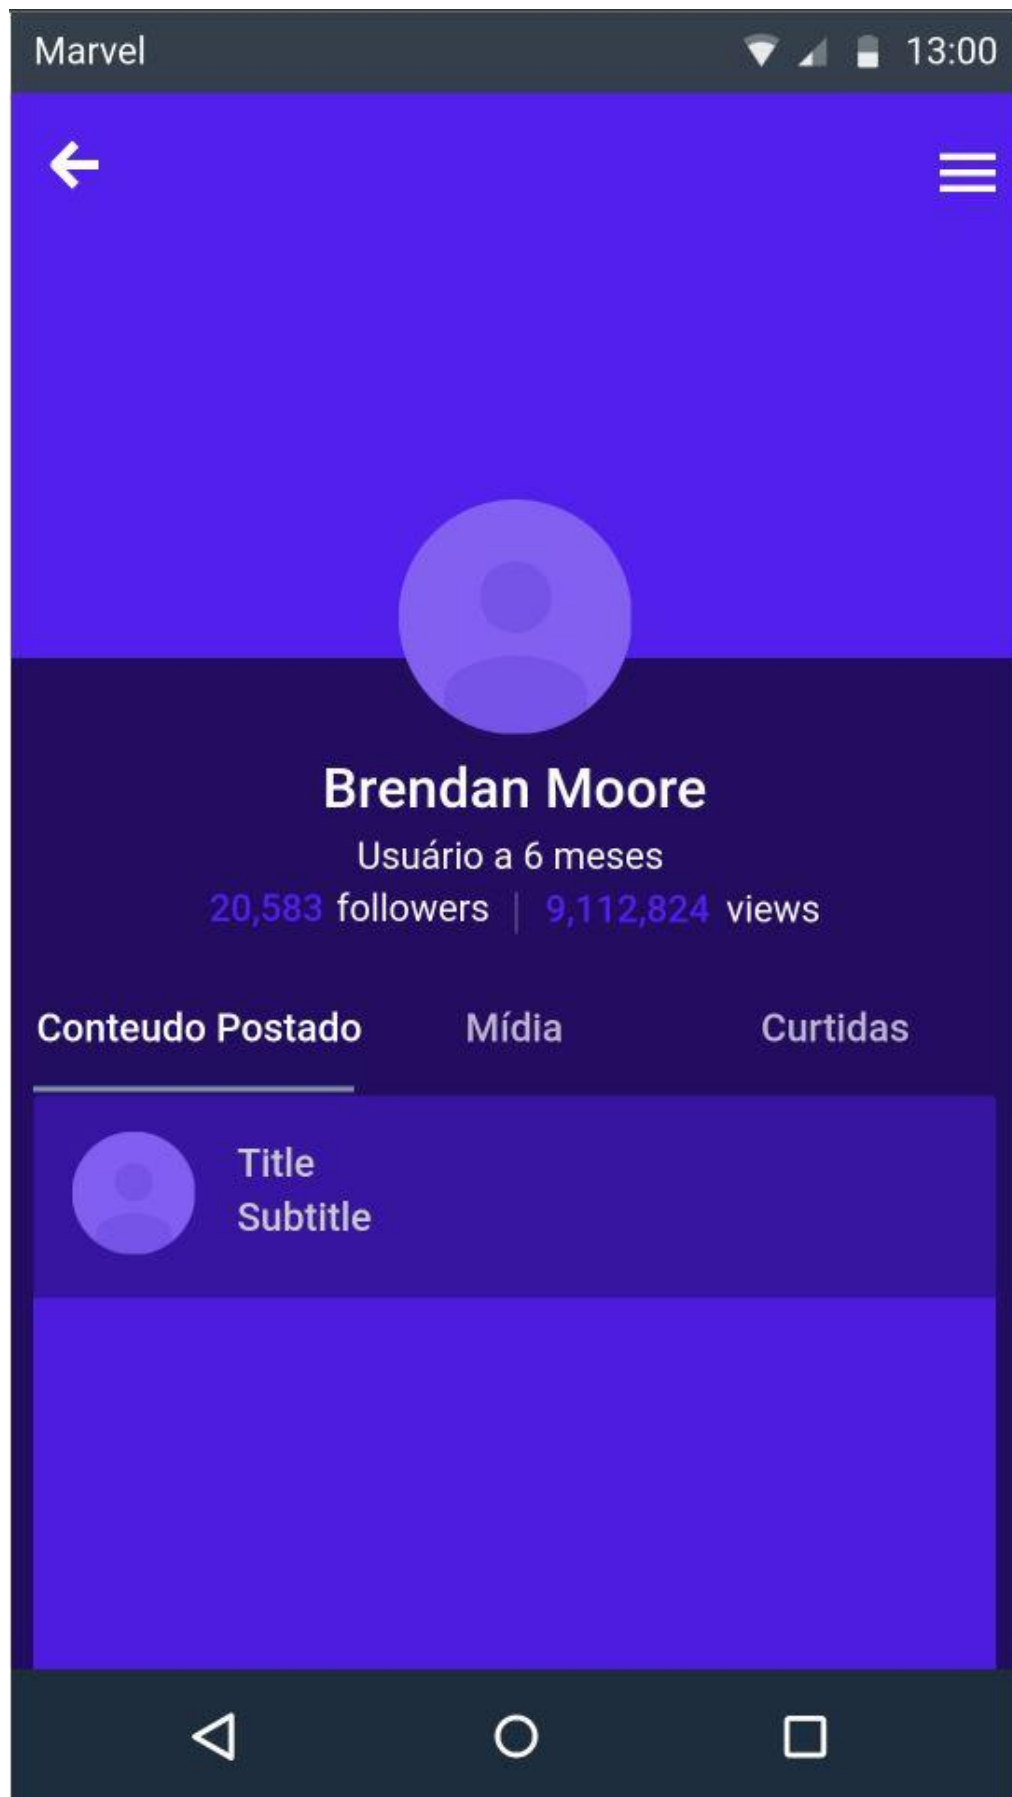 Marvel 13:00
Brendan Moore
Usuário a 6 meses
20,583 followers | 9,112,824 views
Conteudo Postado Mídia Curtidas
Title
Subtitle